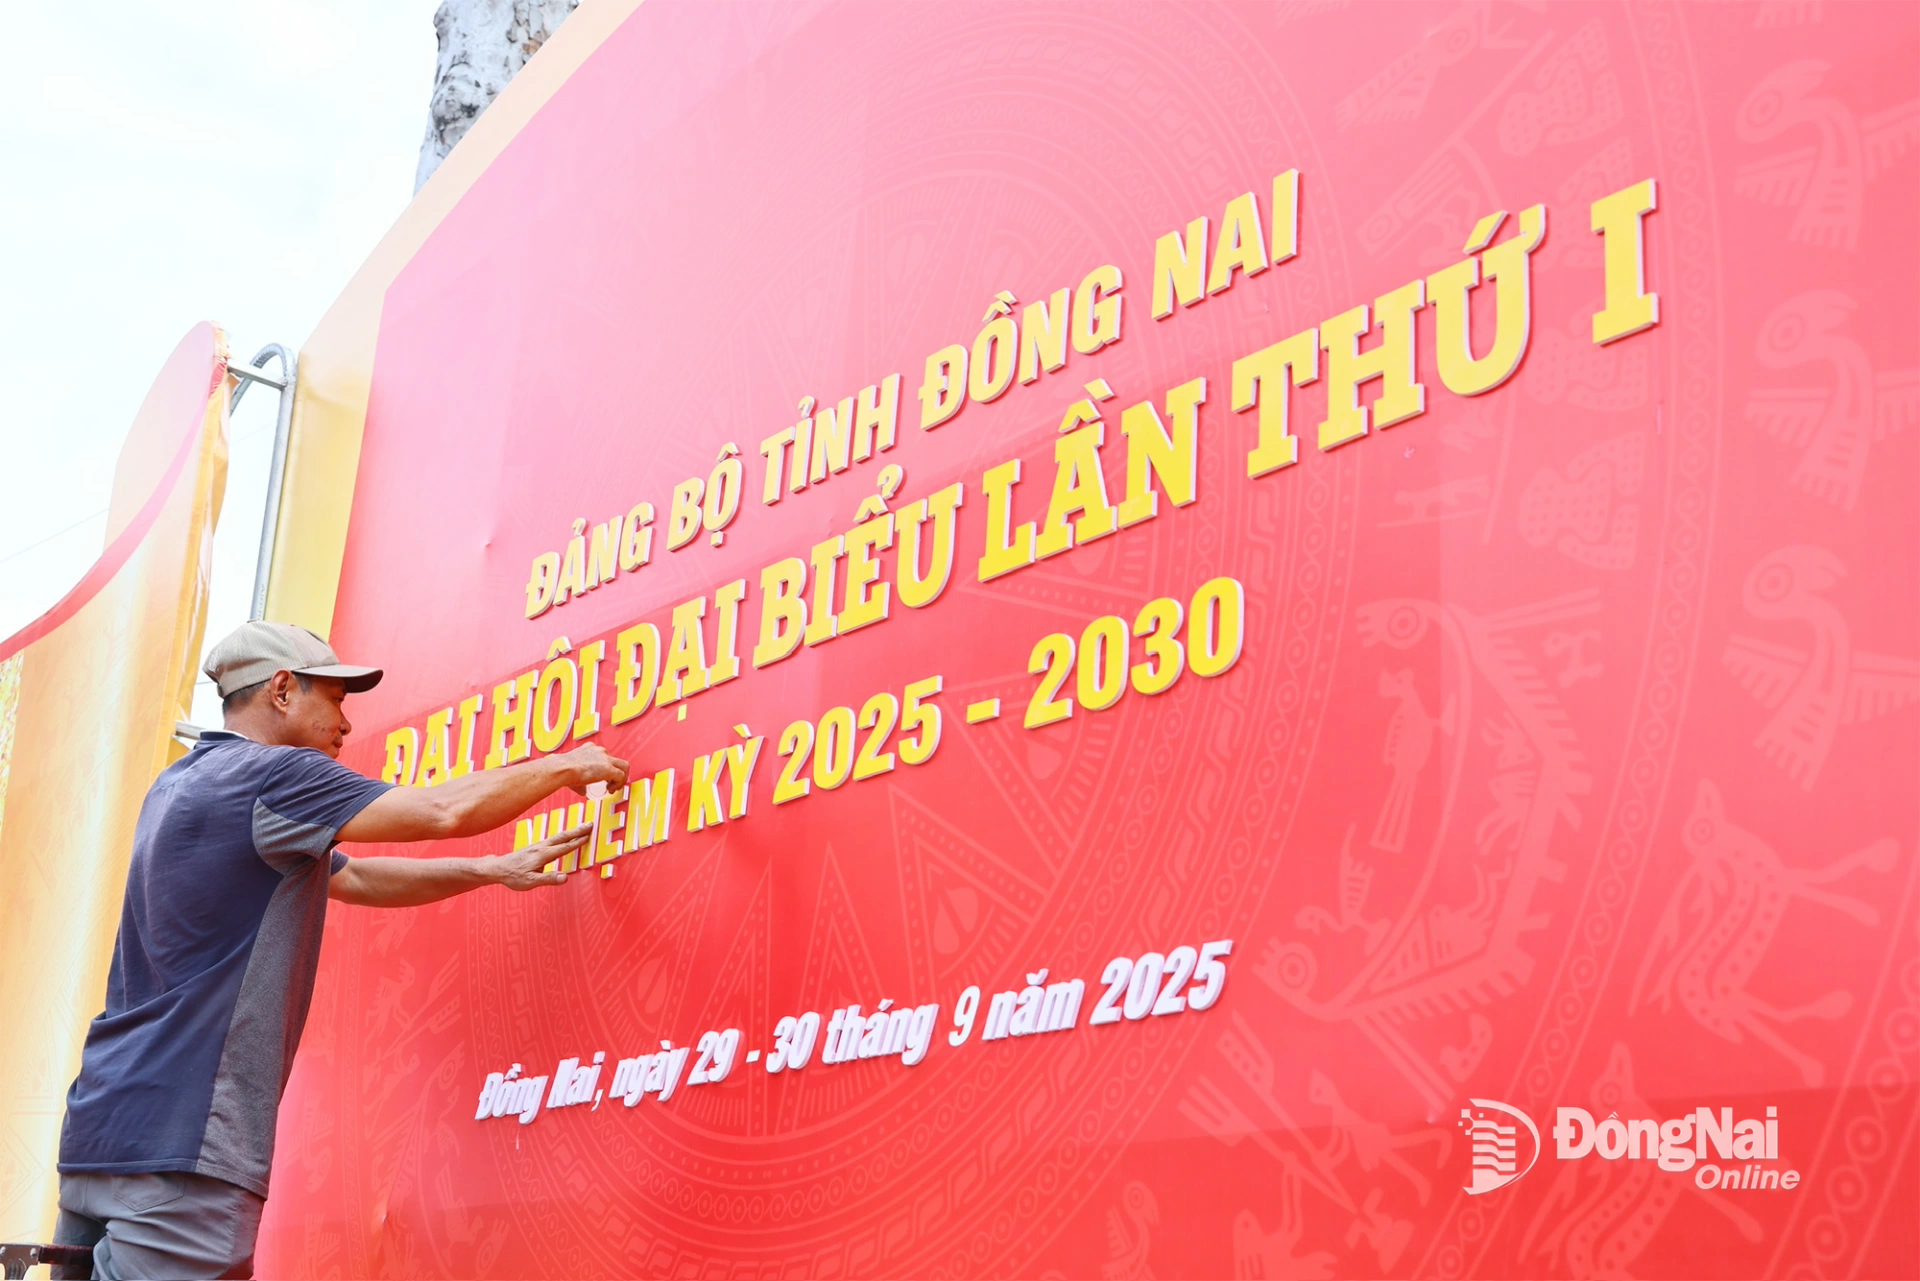 ĐẢNG BỘ TỈNH ĐỒNG NAI
ĐẠI HÔI ĐẠI BIỂU LẦN THỨ I
NHIỆM KỲ 2025 - 2030
Đồng Nai, ngày 29 - 30 tháng 9 năm 2025
ĐồngNai
Online